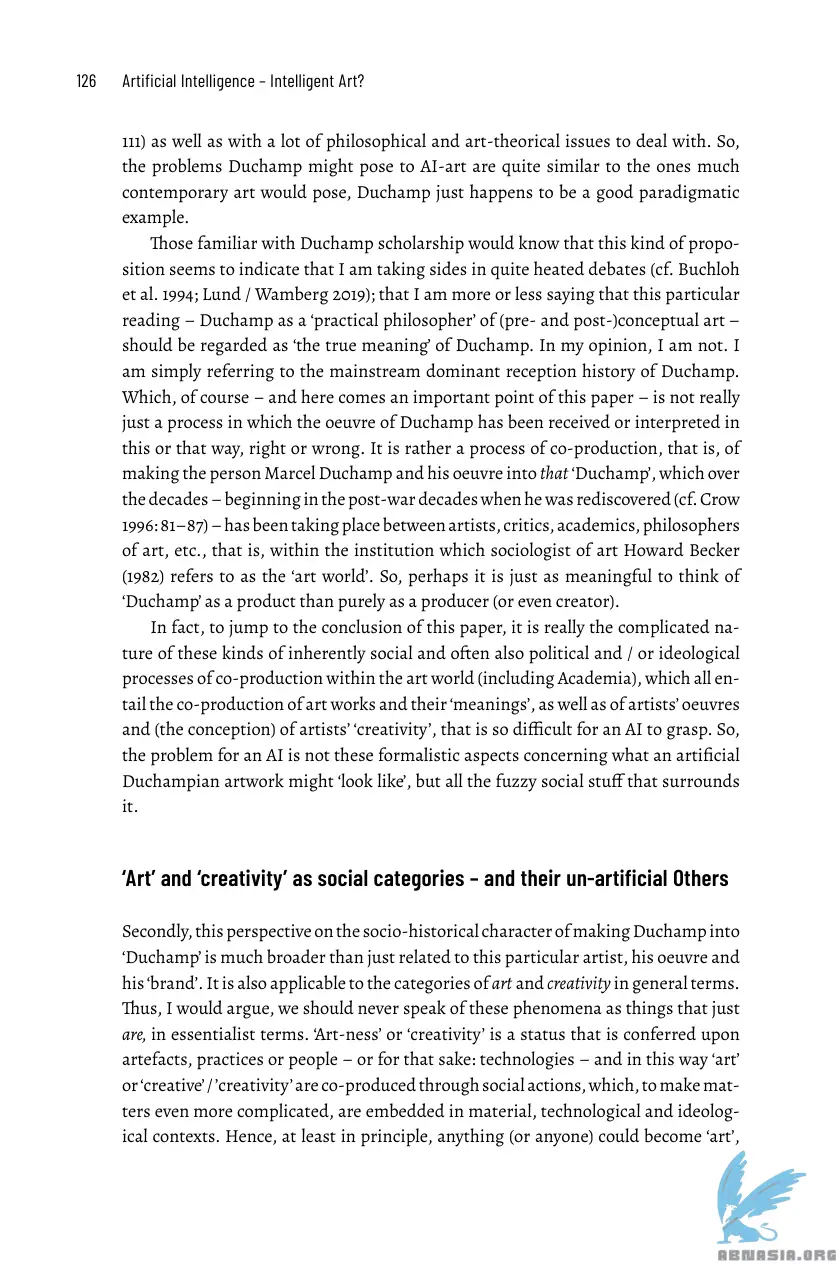 126 Artificial Intelligence – Intelligent Art?
111) as well as with a lot of philosophical and art-theorical issues to deal with. So,
the problems Duchamp might pose to AI-art are quite similar to the ones much
contemporary art would pose, Duchamp just happens to be a good paradigmatic
example.
Those familiar with Duchamp scholarship would know that this kind of propo-
sition seems to indicate that I am taking sides in quite heated debates (cf. Buchloh
et al. 1994; Lund / Wamberg 2019); that I am more or less saying that this particular
reading – Duchamp as a ‘practical philosopher’ of (pre- and post-)conceptual art –
should be regarded as ‘the true meaning’ of Duchamp. In my opinion, I am not. I
am simply referring to the mainstream dominant reception history of Duchamp.
Which, of course – and here comes an important point of this paper – is not really
just a process in which the oeuvre of Duchamp has been received or interpreted in
this or that way, right or wrong. It is rather a process of co-production, that is, of
making the person Marcel Duchamp and his oeuvre into that ‘Duchamp’, which over
the decades – beginning in the post-war decades when he was rediscovered (cf. Crow
1996: 81–87) – has been taking place between artists, critics, academics, philosophers
of art, etc., that is, within the institution which sociologist of art Howard Becker
(1982) refers to as the ‘art world’. So, perhaps it is just as meaningful to think of
‘Duchamp’ as a product than purely as a producer (or even creator).
In fact, to jump to the conclusion of this paper, it is really the complicated na-
ture of these kinds of inherently social and often also political and / or ideological
processes of co-production within the art world (including Academia), which all en-
tail the co-production of art works and their ‘meanings’, as well as of artists’ oeuvres
and (the conception) of artists’ ‘creativity’, that is so difficult for an AI to grasp. So,
the problem for an AI is not these formalistic aspects concerning what an artificial
Duchampian artwork might ‘look like’, but all the fuzzy social stuff that surrounds
it.
‘Art’ and ‘creativity’ as social categories – and their un-artificial Others
Secondly, this perspective on the socio-historical character of making Duchamp into
‘Duchamp’ is much broader than just related to this particular artist, his oeuvre and
his ‘brand’. It is also applicable to the categories of art and creativity in general terms.
Thus, I would argue, we should never speak of these phenomena as things that just
are, in essentialist terms. ‘Art-ness’ or ‘creativity’ is a status that is conferred upon
artefacts, practices or people – or for that sake: technologies – and in this way ‘art’
or ‘creative’ / ’creativity’ are co-produced through social actions, which, to make mat-
ters even more complicated, are embedded in material, technological and ideolog-
ical contexts. Hence, at least in principle, anything (or anyone) could become ‘art’,
ABNASIA.ORG